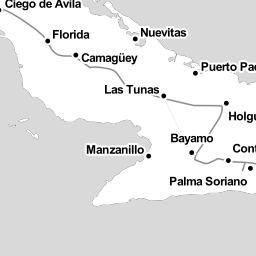 Ciego de Avila
Florida
Nuevitas
Camagüey
Puerto Pad
Las Tunas
Holgu
Bayamo
Manzanillo
Cont
Palma Soriano